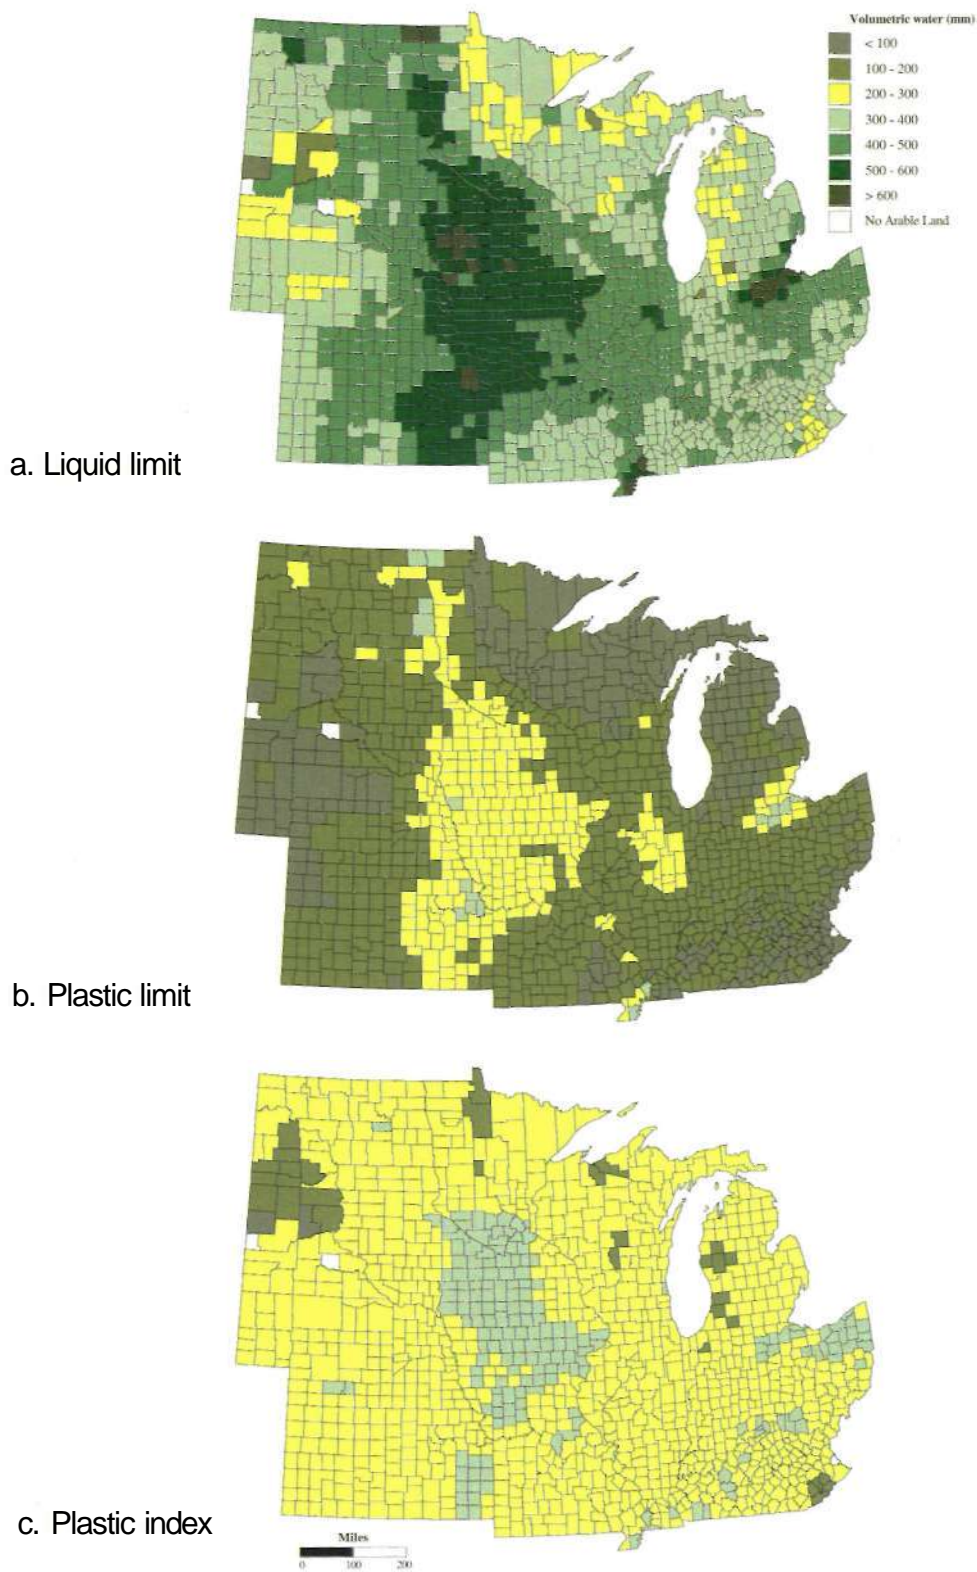 Volumetric water (mm)
< 100
100 - 200
200 - 300
300 - 400
400 - 500
500 - 600
> 600
No Arable Land
a. Liquid limit
b. Plastic limit
c. Plastic index
Miles
0 100 200